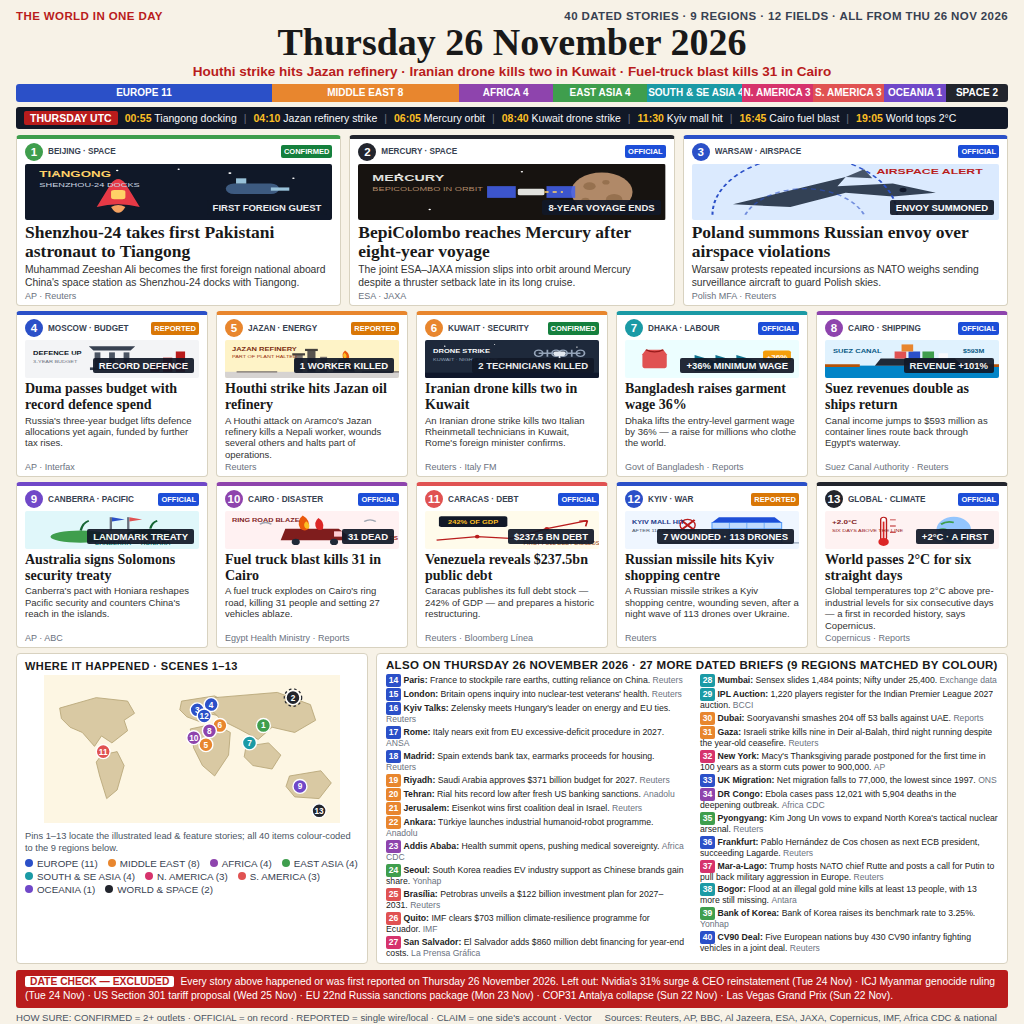 THE WORLD IN ONE DAY
40 DATED STORIES · 9 REGIONS · 12 FIELDS · ALL FROM THU 26 NOV 2026
Thursday 26 November 2026
Houthi strike hits Jazan refinery · Iranian drone kills two in Kuwait · Fuel-truck blast kills 31 in Cairo
EUROPE 11 MIDDLE EAST 8 AFRICA 4 EAST ASIA 4 SOUTH & SE ASIA 4 N. AMERICA 3 S. AMERICA 3 OCEANIA 1 SPACE 2
THURSDAY UTC 00:55 Tiangong docking | 04:10 Jazan refinery strike | 06:05 Mercury orbit | 08:40 Kuwait drone strike | 11:30 Kyiv mall hit | 16:45 Cairo fuel blast | 19:05 World tops 2°C
1 BEIJING · SPACE CONFIRMED
TIANGONG
SHENZHOU-24 DOCKS
FIRST FOREIGN GUEST
Shenzhou-24 takes first Pakistani
astronaut to Tiangong
Muhammad Zeeshan Ali becomes the first foreign national aboard
China's space station as Shenzhou-24 docks with Tiangong.
AP · Reuters
2 MERCURY · SPACE OFFICIAL
MERCURY
BEPICOLOMBO IN ORBIT
8-YEAR VOYAGE ENDS
BepiColombo reaches Mercury after
eight-year voyage
The joint ESA–JAXA mission slips into orbit around Mercury
despite a thruster setback late in its long cruise.
ESA · JAXA
3 WARSAW · AIRSPACE OFFICIAL
AIRSPACE ALERT
ENVOY SUMMONED
Poland summons Russian envoy over
airspace violations
Warsaw protests repeated incursions as NATO weighs sending
surveillance aircraft to guard Polish skies.
Polish MFA · Reuters
4 MOSCOW · BUDGET REPORTED
DEFENCE UP
3-YEAR BUDGET
RECORD DEFENCE
Duma passes budget with
record defence spend
Russia's three-year budget lifts defence
allocations yet again, funded by further
tax rises.
AP · Interfax
5 JAZAN · ENERGY REPORTED
JAZAN REFINERY
PART OF PLANT HALTED
1 WORKER KILLED
Houthi strike hits Jazan oil
refinery
A Houthi attack on Aramco's Jazan
refinery kills a Nepali worker, wounds
several others and halts part of
operations.
Reuters
6 KUWAIT · SECURITY CONFIRMED
DRONE STRIKE
2 TECHNICIANS KILLED
Iranian drone kills two in
Kuwait
An Iranian drone strike kills two Italian
Rheinmetall technicians in Kuwait,
Rome's foreign minister confirms.
Reuters · Italy FM
7 DHAKA · LABOUR OFFICIAL
+36% MINIMUM WAGE
Bangladesh raises garment
wage 36%
Dhaka lifts the entry-level garment wage
by 36% — a raise for millions who clothe
the world.
Govt of Bangladesh · Reports
8 CAIRO · SHIPPING OFFICIAL
SUEZ CANAL
$593M
REVENUE +101%
Suez revenues double as
ships return
Canal income jumps to $593 million as
container lines route back through
Egypt's waterway.
Suez Canal Authority · Reuters
9 CANBERRA · PACIFIC OFFICIAL
LANDMARK TREATY
Australia signs Solomons
security treaty
Canberra's pact with Honiara reshapes
Pacific security and counters China's
reach in the islands.
AP · ABC
10 CAIRO · DISASTER OFFICIAL
RING ROAD BLAZE
31 DEAD
Fuel truck blast kills 31 in
Cairo
A fuel truck explodes on Cairo's ring
road, killing 31 people and setting 27
vehicles ablaze.
Egypt Health Ministry · Reports
11 CARACAS · DEBT OFFICIAL
242% OF GDP
$237.5 BN DEBT
Venezuela reveals $237.5bn
public debt
Caracas publishes its full debt stock —
242% of GDP — and prepares a historic
restructuring.
Reuters · Bloomberg Línea
12 KYIV · WAR REPORTED
KYIV MALL HIT
7 WOUNDED · 113 DRONES
Russian missile hits Kyiv
shopping centre
A Russian missile strikes a Kyiv
shopping centre, wounding seven, after a
night wave of 113 drones over Ukraine.
Reuters
13 GLOBAL · CLIMATE OFFICIAL
+2.0°C
SIX DAYS ABOVE THE LINE
+2°C · A FIRST
World passes 2°C for six
straight days
Global temperatures top 2°C above pre-
industrial levels for six consecutive days
— a first in recorded history, says
Copernicus.
Copernicus · Reports
WHERE IT HAPPENED · SCENES 1–13
2
3
4
12
6
8
1
10
5
7
11
9
13
Pins 1–13 locate the illustrated lead & feature stories; all 40 items colour-coded
to the 9 regions below.
EUROPE (11) MIDDLE EAST (8) AFRICA (4) EAST ASIA (4)
SOUTH & SE ASIA (4) N. AMERICA (3) S. AMERICA (3)
OCEANIA (1) WORLD & SPACE (2)
ALSO ON THURSDAY 26 NOVEMBER 2026 · 27 MORE DATED BRIEFS (9 REGIONS MATCHED BY COLOUR)
14 Paris: France to stockpile rare earths, cutting reliance on China. Reuters
15 London: Britain opens inquiry into nuclear-test veterans' health. Reuters
16 Kyiv Talks: Zelensky meets Hungary's leader on energy and EU ties.
Reuters
17 Rome: Italy nears exit from EU excessive-deficit procedure in 2027.
ANSA
18 Madrid: Spain extends bank tax, earmarks proceeds for housing.
Reuters
19 Riyadh: Saudi Arabia approves $371 billion budget for 2027. Reuters
20 Tehran: Rial hits record low after fresh US banking sanctions. Anadolu
21 Jerusalem: Eisenkot wins first coalition deal in Israel. Reuters
22 Ankara: Türkiye launches industrial humanoid-robot programme.
Anadolu
23 Addis Ababa: Health summit opens, pushing medical sovereignty. Africa
CDC
24 Seoul: South Korea readies EV industry support as Chinese brands gain
share. Yonhap
25 Brasília: Petrobras unveils a $122 billion investment plan for 2027–
2031. Reuters
26 Quito: IMF clears $703 million climate-resilience programme for
Ecuador. IMF
27 San Salvador: El Salvador adds $860 million debt financing for year-end
costs. La Prensa Gráfica
28 Mumbai: Sensex slides 1,484 points; Nifty under 25,400. Exchange data
29 IPL Auction: 1,220 players register for the Indian Premier League 2027
auction. BCCI
30 Dubai: Sooryavanshi smashes 204 off 53 balls against UAE. Reports
31 Gaza: Israeli strike kills nine in Deir al-Balah, third night running despite
the year-old ceasefire. Reuters
32 New York: Macy's Thanksgiving parade postponed for the first time in
100 years as a storm cuts power to 900,000. AP
33 UK Migration: Net migration falls to 77,000, the lowest since 1997. ONS
34 DR Congo: Ebola cases pass 12,021 with 5,904 deaths in the
deepening outbreak. Africa CDC
35 Pyongyang: Kim Jong Un vows to expand North Korea's tactical nuclear
arsenal. Reuters
36 Frankfurt: Pablo Hernández de Cos chosen as next ECB president,
succeeding Lagarde. Reuters
37 Mar-a-Lago: Trump hosts NATO chief Rutte and posts a call for Putin to
pull back military aggression in Europe. Reuters
38 Bogor: Flood at an illegal gold mine kills at least 13 people, with 13
more still missing. Antara
39 Bank of Korea: Bank of Korea raises its benchmark rate to 3.25%.
Yonhap
40 CV90 Deal: Five European nations buy 430 CV90 infantry fighting
vehicles in a joint deal. Reuters
DATE CHECK — EXCLUDED Every story above happened or was first reported on Thursday 26 November 2026. Left out: Nvidia's 31% surge & CEO reinstatement (Tue 24 Nov) · ICJ Myanmar genocide ruling
(Tue 24 Nov) · US Section 301 tariff proposal (Wed 25 Nov) · EU 22nd Russia sanctions package (Mon 23 Nov) · COP31 Antalya collapse (Sun 22 Nov) · Las Vegas Grand Prix (Sun 22 Nov).
HOW SURE: CONFIRMED = 2+ outlets · OFFICIAL = on record · REPORTED = single wire/local · CLAIM = one side's account · Vector
Sources: Reuters, AP, BBC, Al Jazeera, ESA, JAXA, Copernicus, IMF, Africa CDC & national